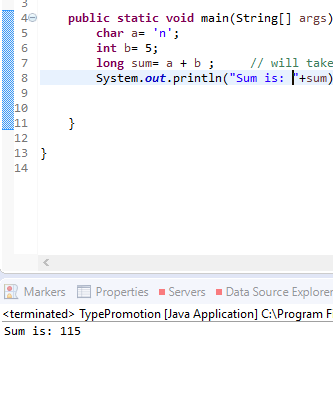 3
4 public static void main(String[] args)
5 char a= 'n';
6 int b= 5;
7 long sum= a + b ; // will take
8 System.out.println("Sum is: "+sum)
9
10
11 }
12
13 }
14
Markers Properties Servers Data Source Explorer
<terminated> TypePromotion [Java Application] C:\Program F
Sum is: 115